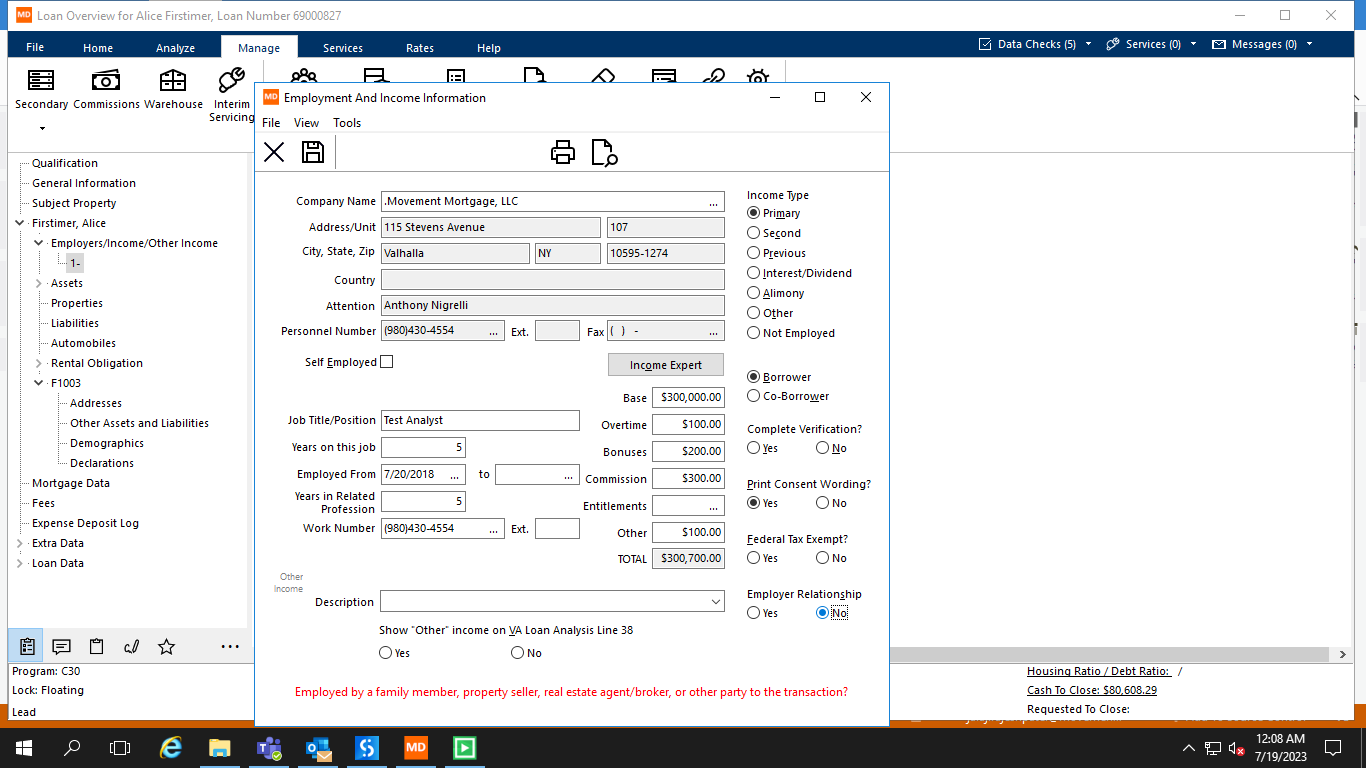 MD Loan Overview for Alice Firstimer, Loan Number 69000827
File Home Analyze Manage Services Rates Help Data Checks (5) Services (0) Messages (0)
Secondary Commissions Warehouse Interim Servicing
MD Employment And Income Information
File View Tools
Qualification
General Information
Subject Property
Firstimer, Alice
Employers/Income/Other Income
1-
Assets
Properties
Liabilities
Automobiles
Rental Obligation
F1003
Addresses
Other Assets and Liabilities
Demographics
Declarations
Mortgage Data
Fees
Expense Deposit Log
Extra Data
Loan Data
Company Name .Movement Mortgage, LLC ...
Address/Unit 115 Stevens Avenue 107
City, State, Zip Valhalla NY 10595-1274
Country
Attention Anthony Nigrelli
Personnel Number (980)430-4554 ... Ext. Fax ( ) - ...
Self Employed
Income Expert
Job Title/Position Test Analyst
Years on this job 5
Employed From 7/20/2018 ... to ...
Years in Related Profession 5
Work Number (980)430-4554 ... Ext.
Base $300,000.00
Overtime $100.00
Bonuses $200.00
Commission $300.00
Entitlements ...
Other $100.00
TOTAL $300,700.00
Other Income
Description
Show "Other" income on VA Loan Analysis Line 38
Yes No
Income Type
Primary
Second
Previous
Interest/Dividend
Alimony
Other
Not Employed
Borrower
Co-Borrower
Complete Verification?
Yes No
Print Consent Wording?
Yes No
Federal Tax Exempt?
Yes No
Employer Relationship
Yes No
Employed by a family member, property seller, real estate agent/broker, or other party to the transaction?
Program: C30
Lock: Floating
Lead
Housing Ratio / Debt Ratio: /
Cash To Close: $80,608.29
Requested To Close:
MD
12:08 AM
7/19/2023